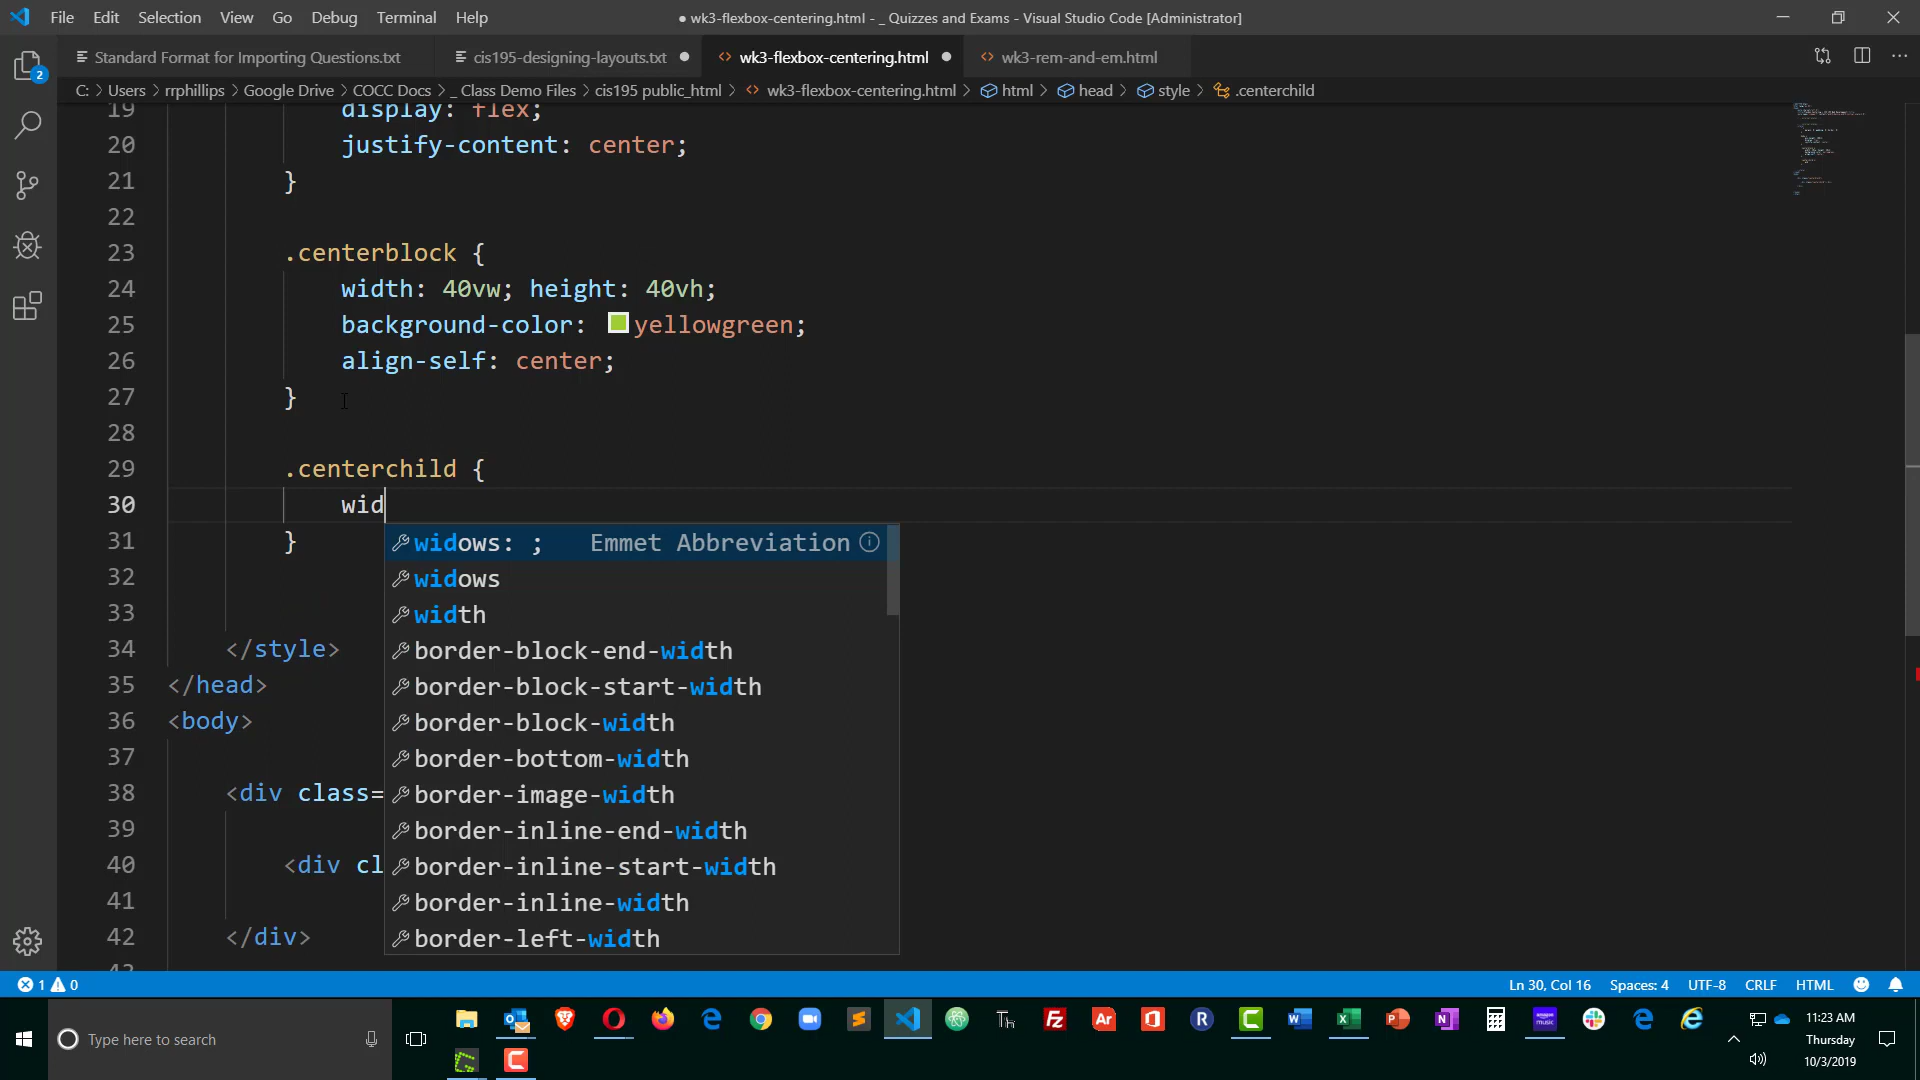 File Edit Selection View Go Debug Terminal Help
● wk3-flexbox-centering.html - _ Quizzes and Exams - Visual Studio Code [Administrator]
Standard Format for Importing Questions.txt
cis195-designing-layouts.txt
wk3-flexbox-centering.html
wk3-rem-and-em.html
2
C: > Users > rrphillips > Google Drive > COCC Docs > _ Class Demo Files > cis195 public_html > wk3-flexbox-centering.html > html > head > style > .centerchild
19 display: flex;
20 justify-content: center;
21 }
22
23 .centerblock {
24 width: 40vw; height: 40vh;
25 background-color: yellowgreen;
26 align-self: center;
27 }
28
29 .centerchild {
30 wid
31 }
32
33
34 </style>
35 </head>
36 <body>
37
38 <div class=
39
40 <div cl
41
42 </div>
widows: ; Emmet Abbreviation
widows
width
border-block-end-width
border-block-start-width
border-block-width
border-bottom-width
border-image-width
border-inline-end-width
border-inline-start-width
border-inline-width
border-left-width
1 0
Ln 30, Col 16 Spaces: 4 UTF-8 CRLF HTML
Type here to search
11:23 AM
Thursday
10/3/2019